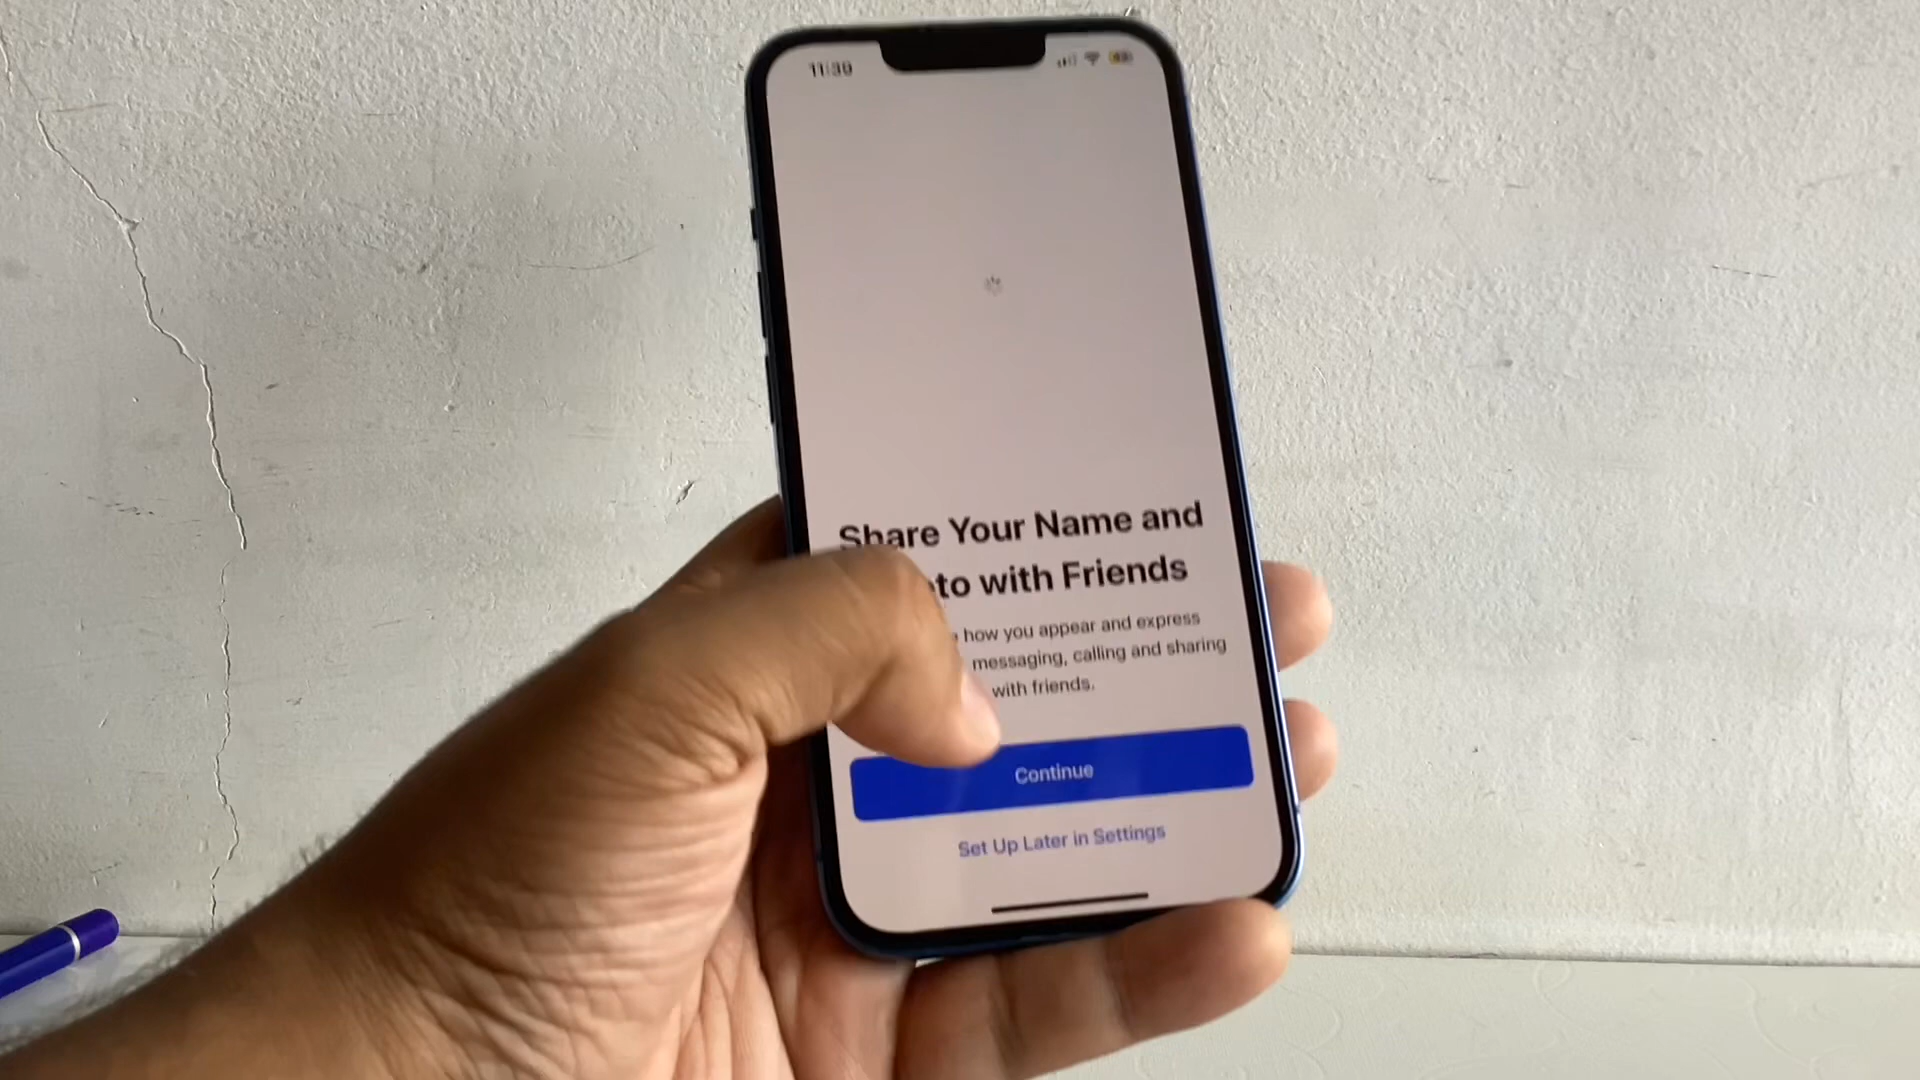 11:39
Share Your Name and
with Friends
how you appear and express
messaging, calling and sharing
with friends.
Continue
Set Up Later in Settings